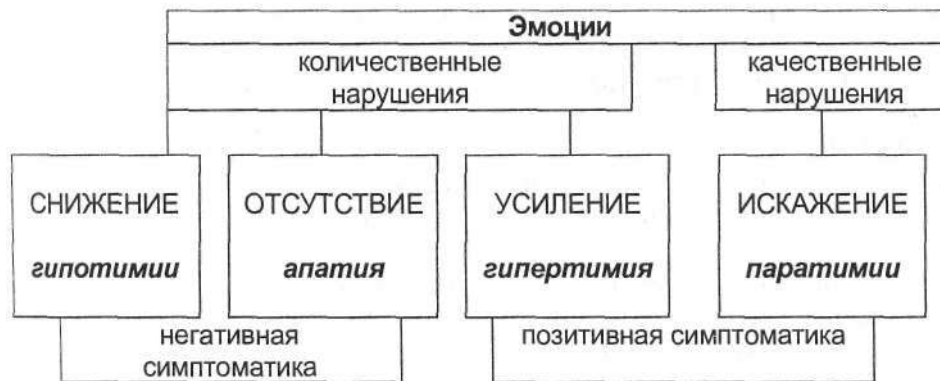 Эмоции
количественные
нарушения
качественные
нарушения
СНИЖЕНИЕ
гипотимии
ОТСУТСТВИЕ
апатия
УСИЛЕНИЕ
гипертимия
ИСКАЖЕНИЕ
паратимии
негативная
симптоматика
позитивная симптоматика